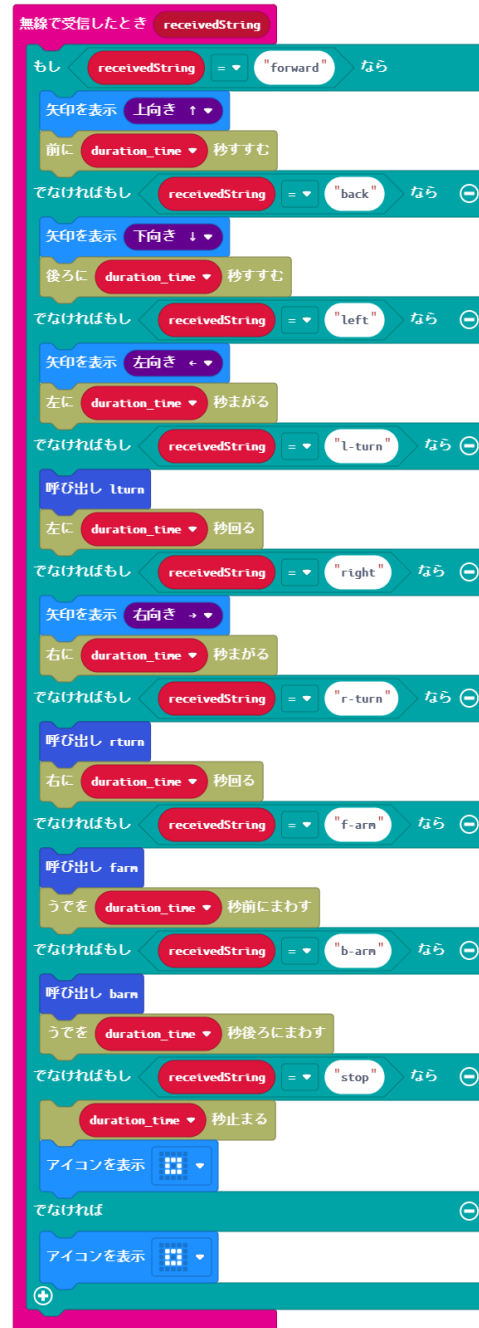 無線で受信したとき receivedString
もし receivedString = ▼ "forward" なら
矢印を表示 上向き ↑ ▼
前に duration_time ▼ 秒すすむ
でなければもし receivedString = ▼ "back" なら
矢印を表示 下向き ↓ ▼
後ろに duration_time ▼ 秒すすむ
でなければもし receivedString = ▼ "left" なら
矢印を表示 左向き ← ▼
左に duration_time ▼ 秒まがる
でなければもし receivedString = ▼ "l-turn" なら
呼び出し lturn
左に duration_time ▼ 秒回る
でなければもし receivedString = ▼ "right" なら
矢印を表示 右向き → ▼
右に duration_time ▼ 秒まがる
でなければもし receivedString = ▼ "r-turn" なら
呼び出し rturn
右に duration_time ▼ 秒回る
でなければもし receivedString = ▼ "f-arm" なら
呼び出し farm
うでを duration_time ▼ 秒前にまわす
でなければもし receivedString = ▼ "b-arm" なら
呼び出し barm
うでを duration_time ▼ 秒後ろにまわす
でなければもし receivedString = ▼ "stop" なら
duration_time ▼ 秒止まる
アイコンを表示 ▼
でなければ
アイコンを表示 ▼